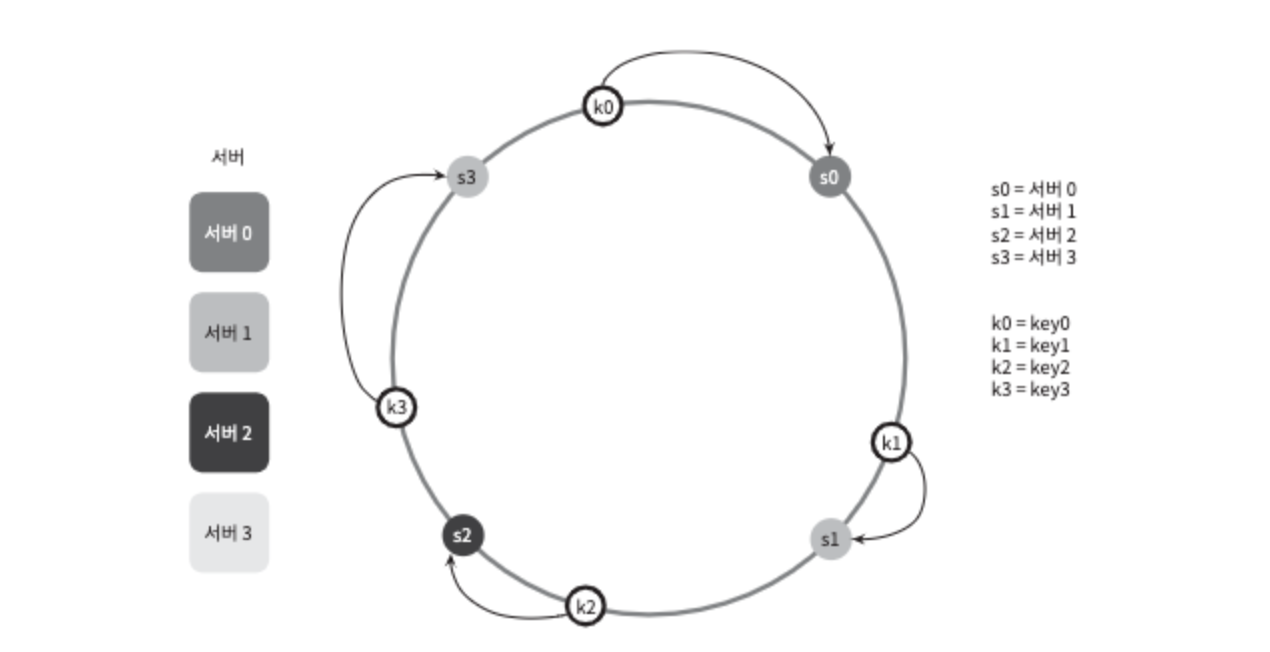 서버
서버 0
서버 1
서버 2
서버 3
k0
s0
k1
s1
k2
s2
k3
s3
s0 = 서버 0
s1 = 서버 1
s2 = 서버 2
s3 = 서버 3
k0 = key0
k1 = key1
k2 = key2
k3 = key3